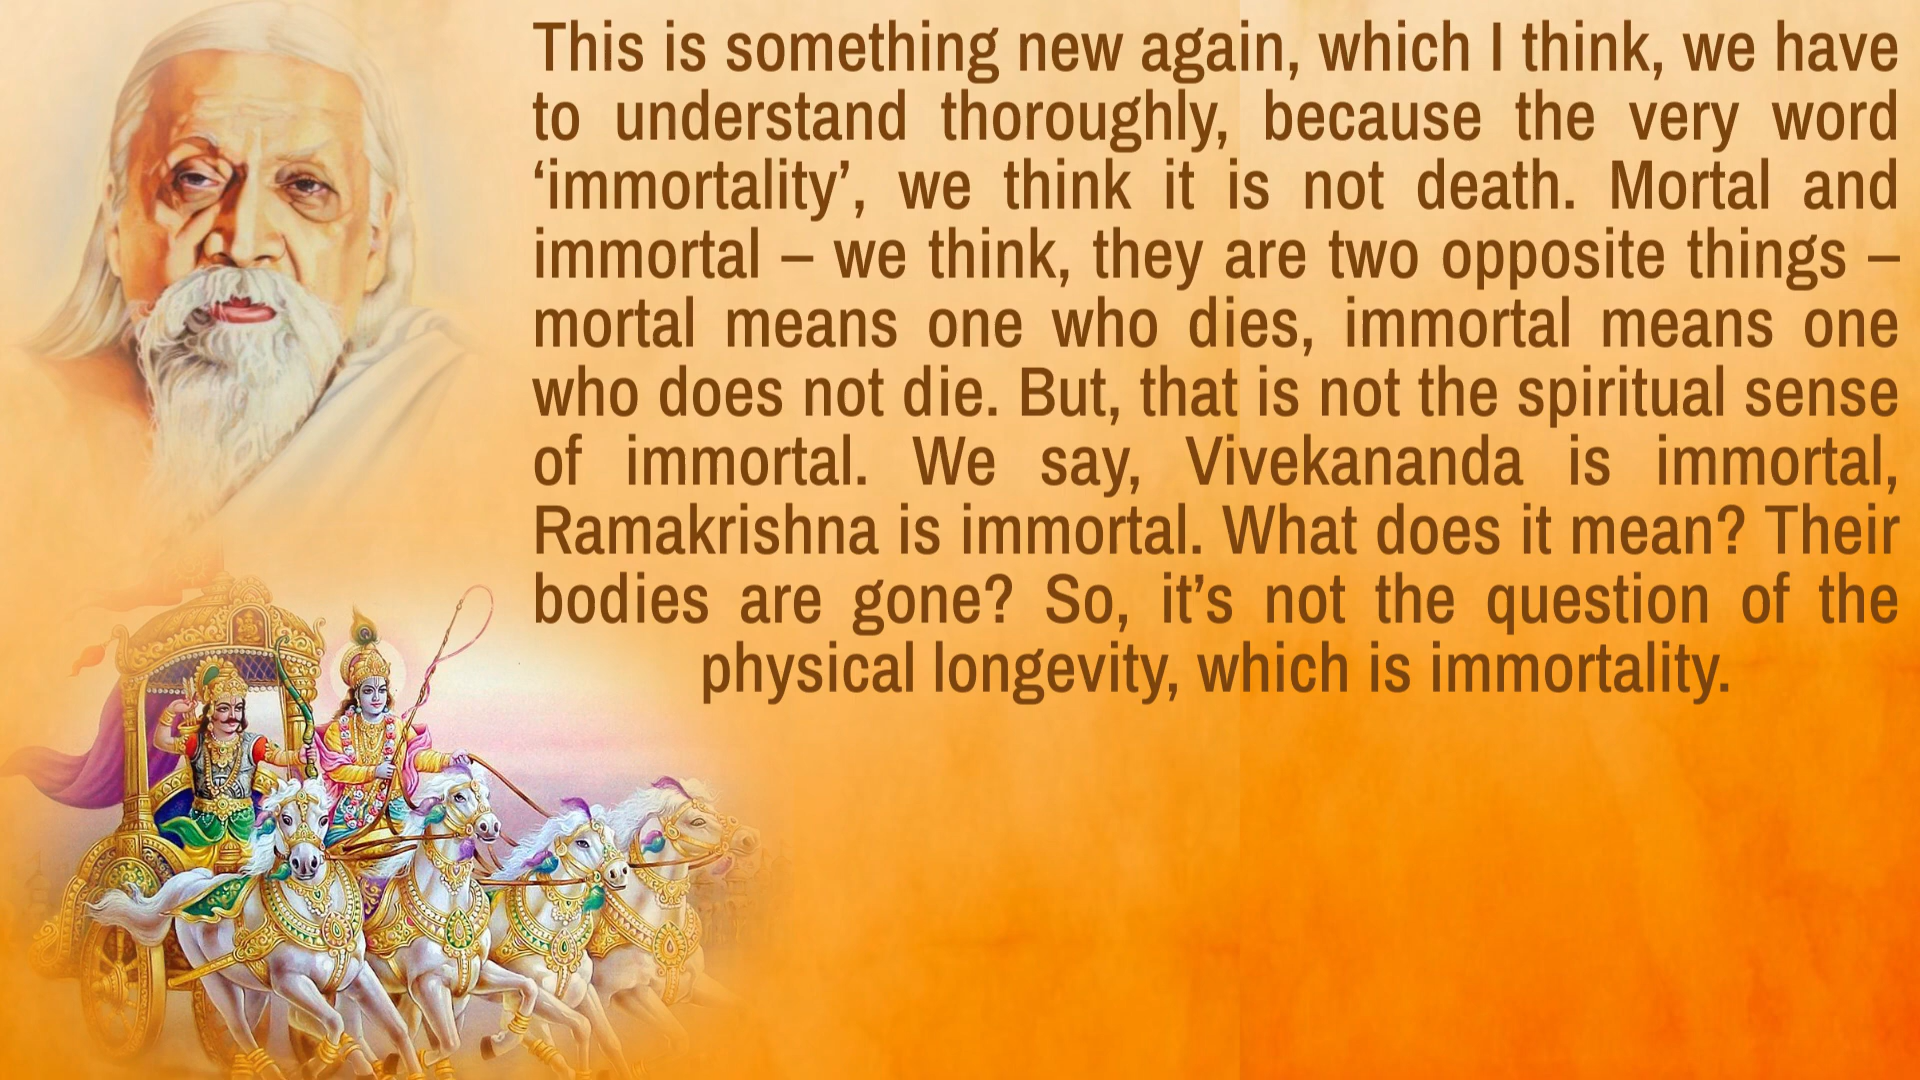 This is something new again, which I think, we have
to understand thoroughly, because the very word
‘immortality’, we think it is not death. Mortal and
immortal – we think, they are two opposite things –
mortal means one who dies, immortal means one
who does not die. But, that is not the spiritual sense
of immortal. We say, Vivekananda is immortal,
Ramakrishna is immortal. What does it mean? Their
bodies are gone? So, it’s not the question of the
physical longevity, which is immortality.